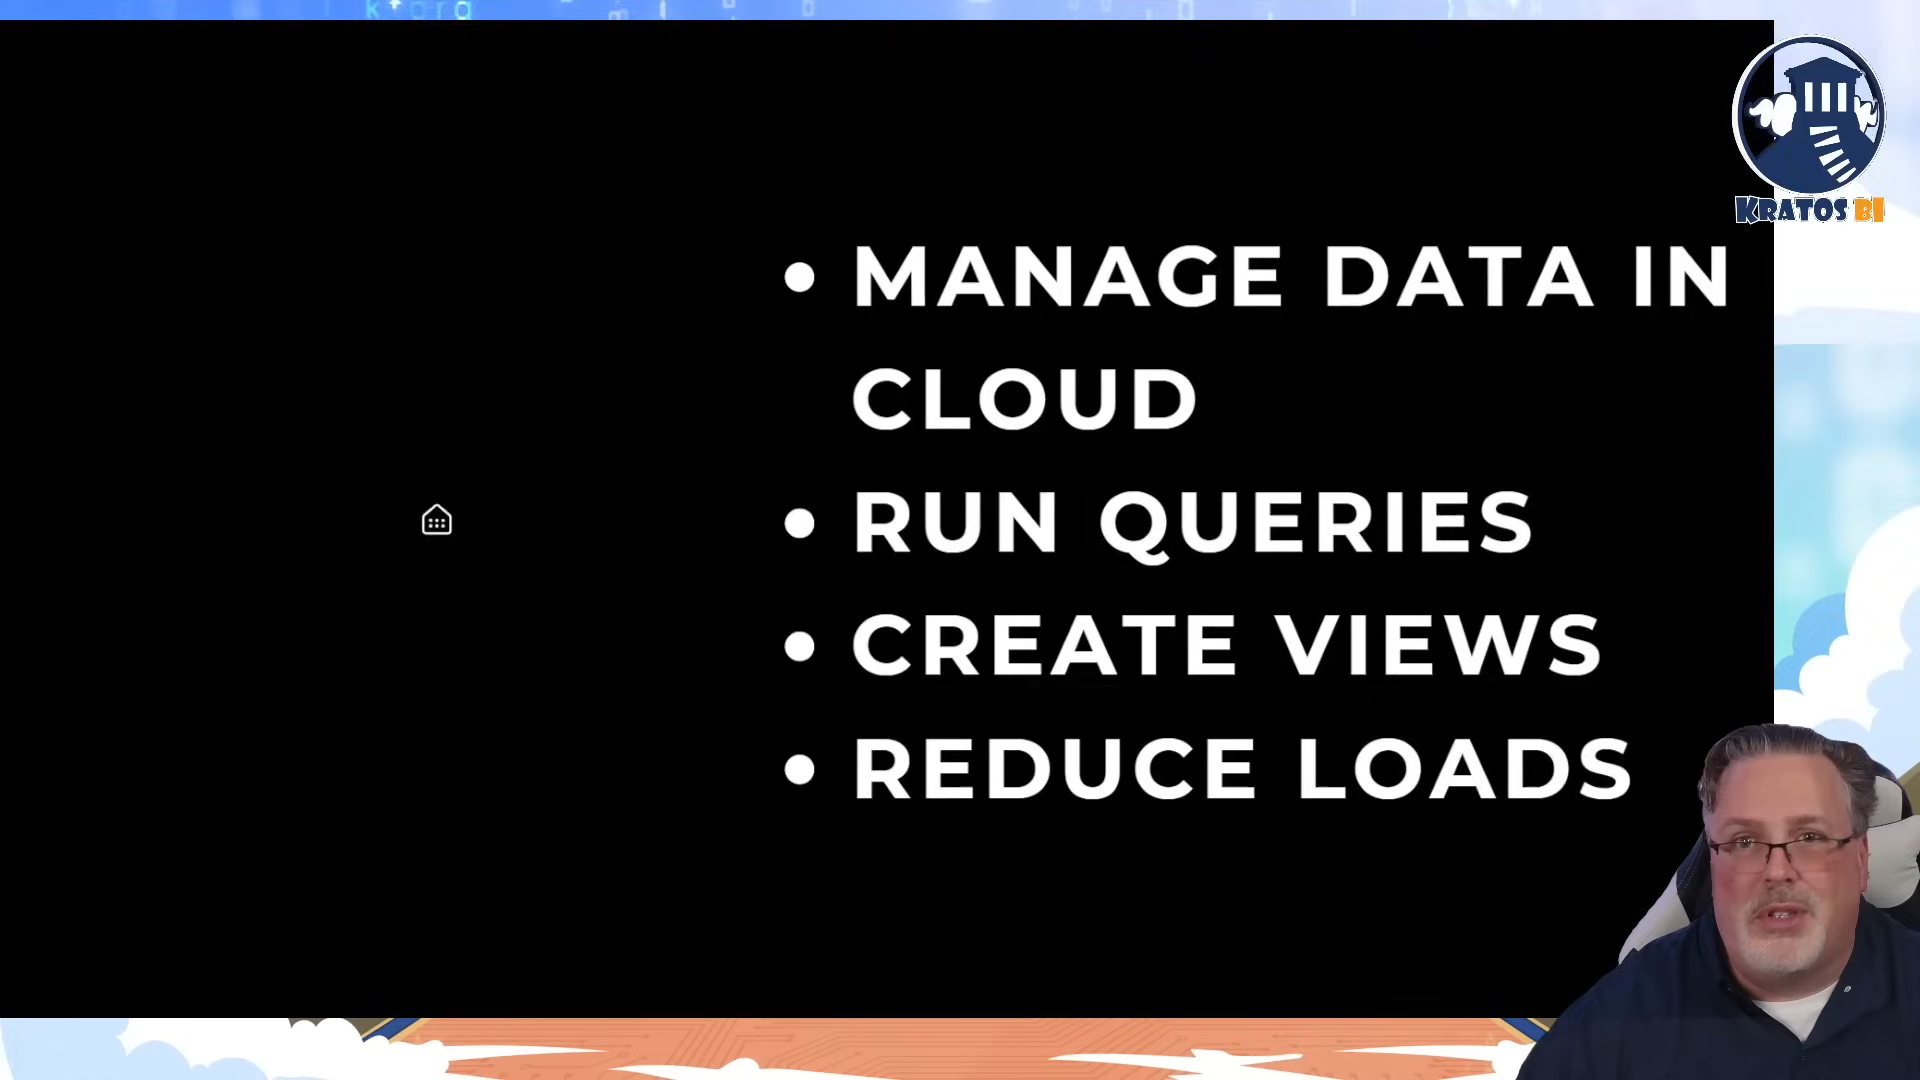 KRATOS BI
• MANAGE DATA IN
CLOUD
• RUN QUERIES
• CREATE VIEWS
• REDUCE LOADS